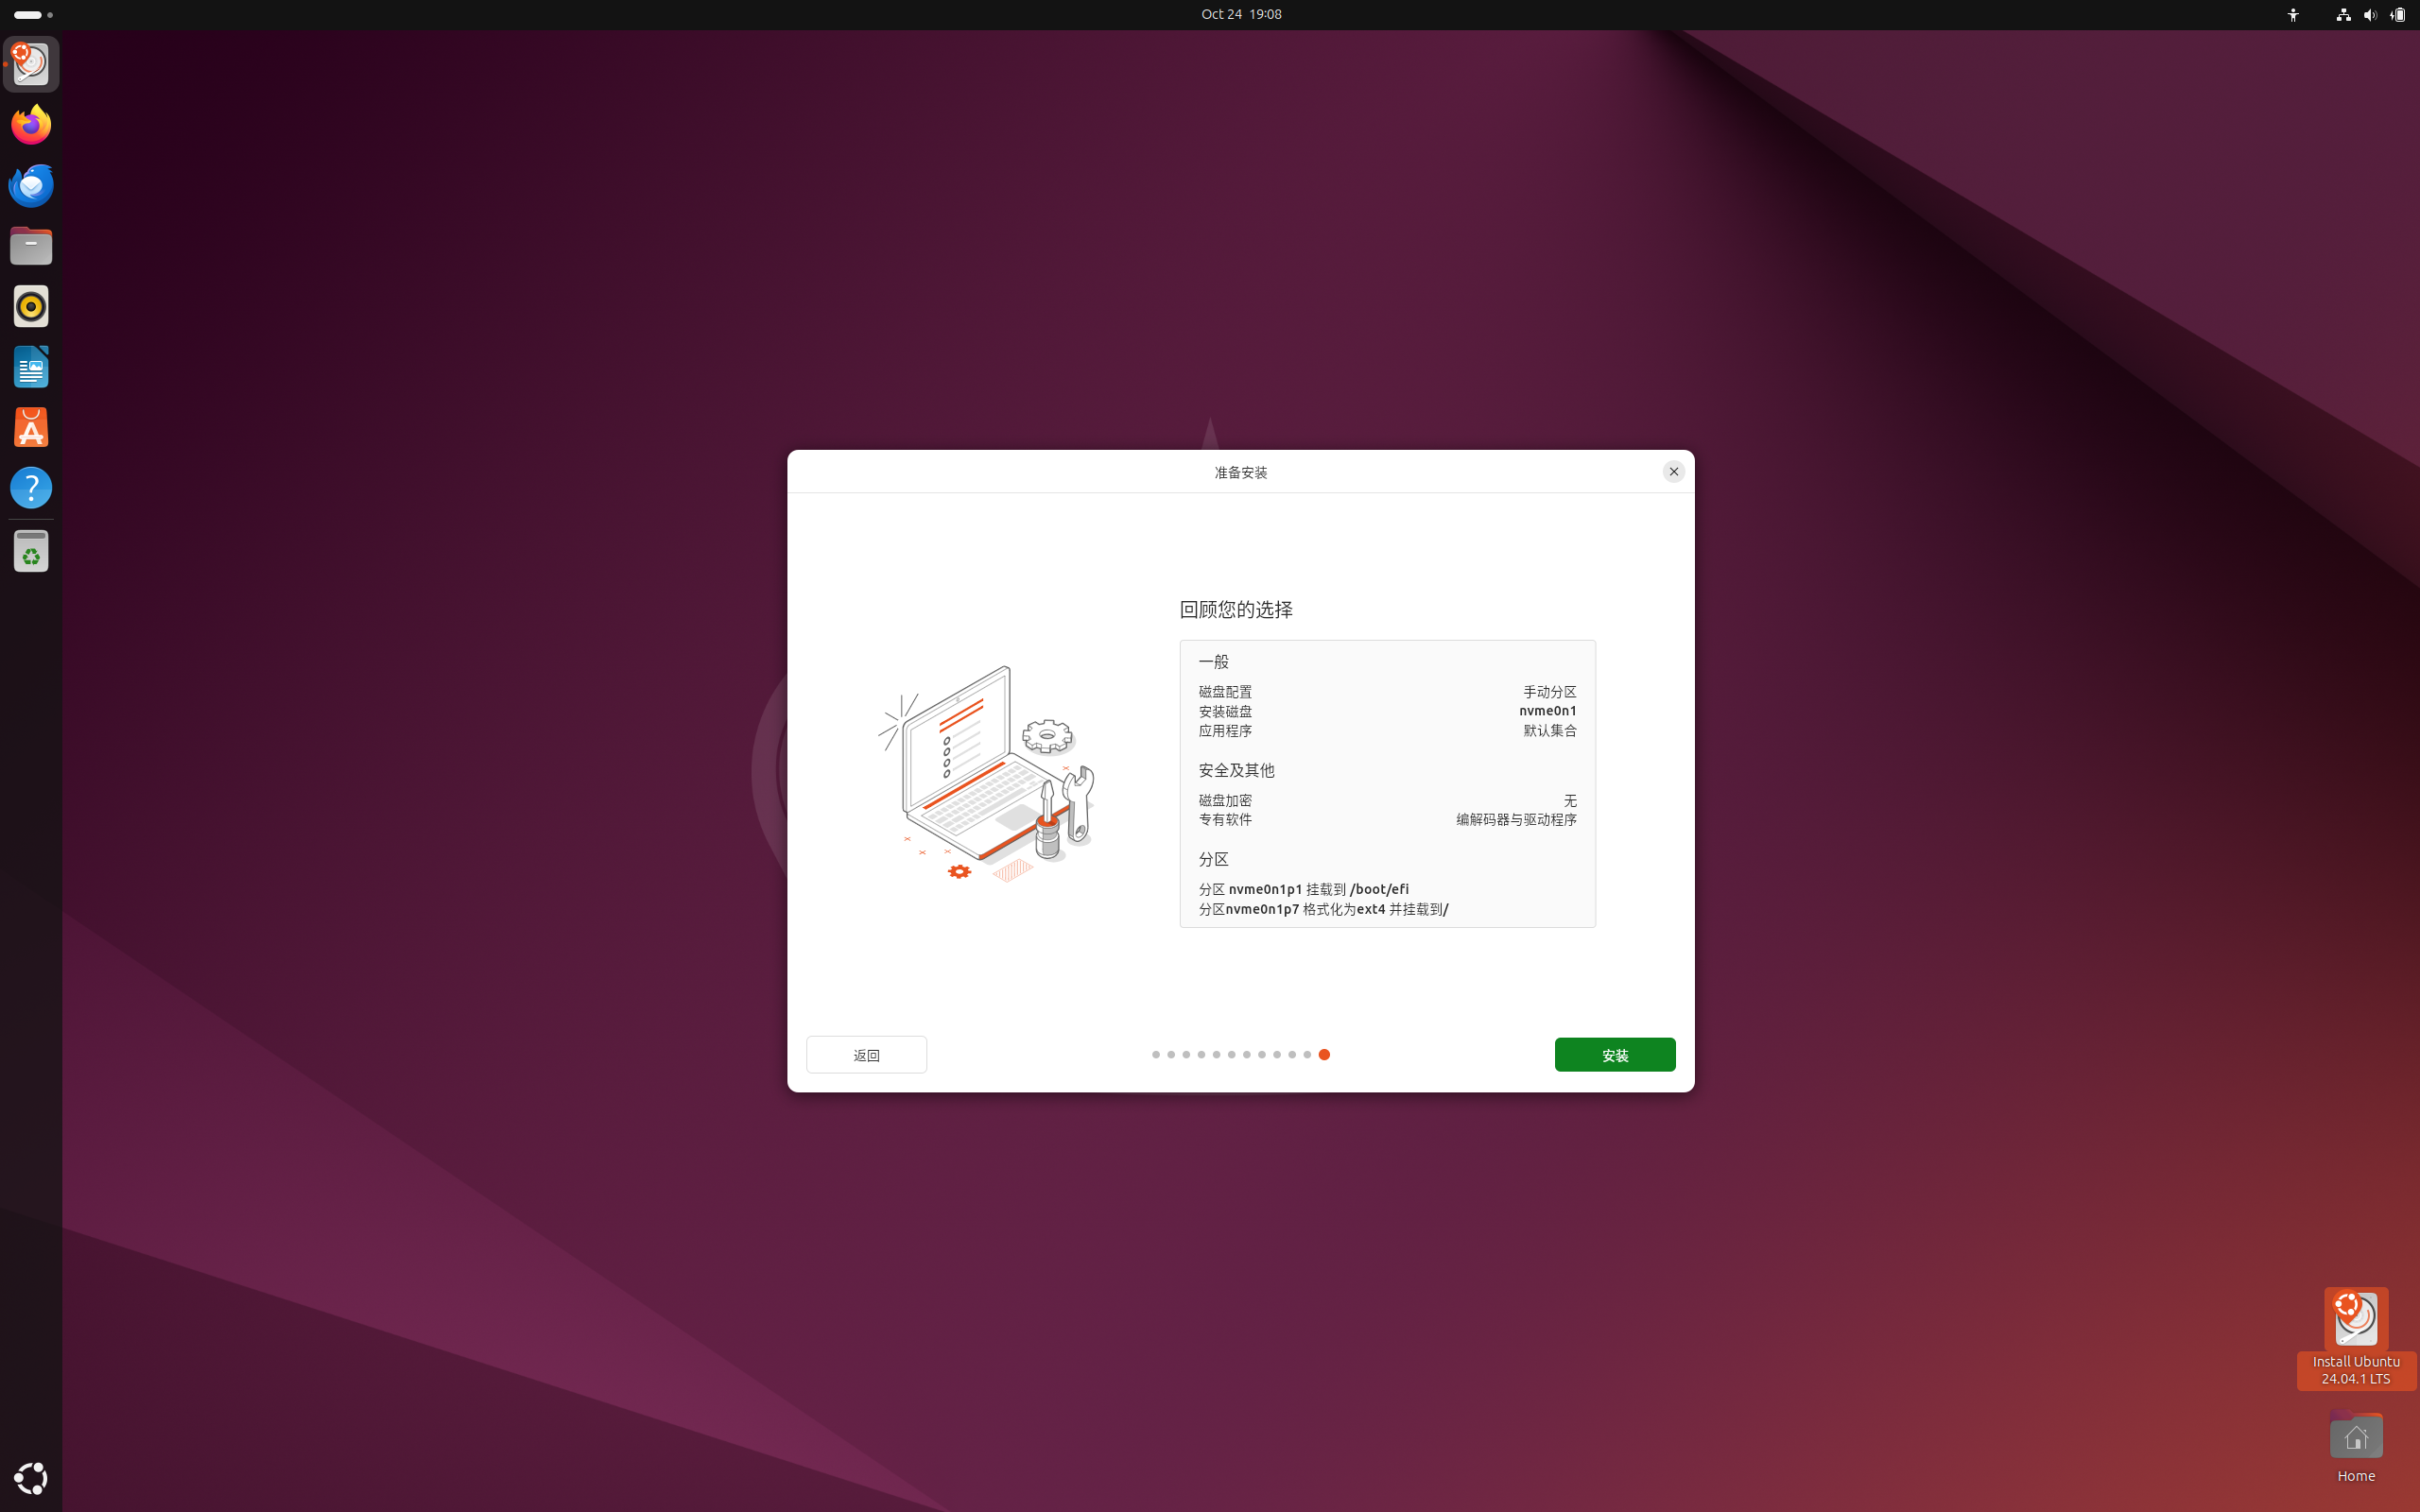 Oct 24 19:08
准备安装
回顾您的选择
一般
磁盘配置 手动分区
安装磁盘 nvme0n1
应用程序 默认集合
安全及其他
磁盘加密 无
专有软件 编解码器与驱动程序
分区
分区 nvme0n1p1 挂载到 /boot/efi
分区nvme0n1p7 格式化为ext4 并挂载到/
返回
安装
Install Ubuntu
24.04.1 LTS
Home